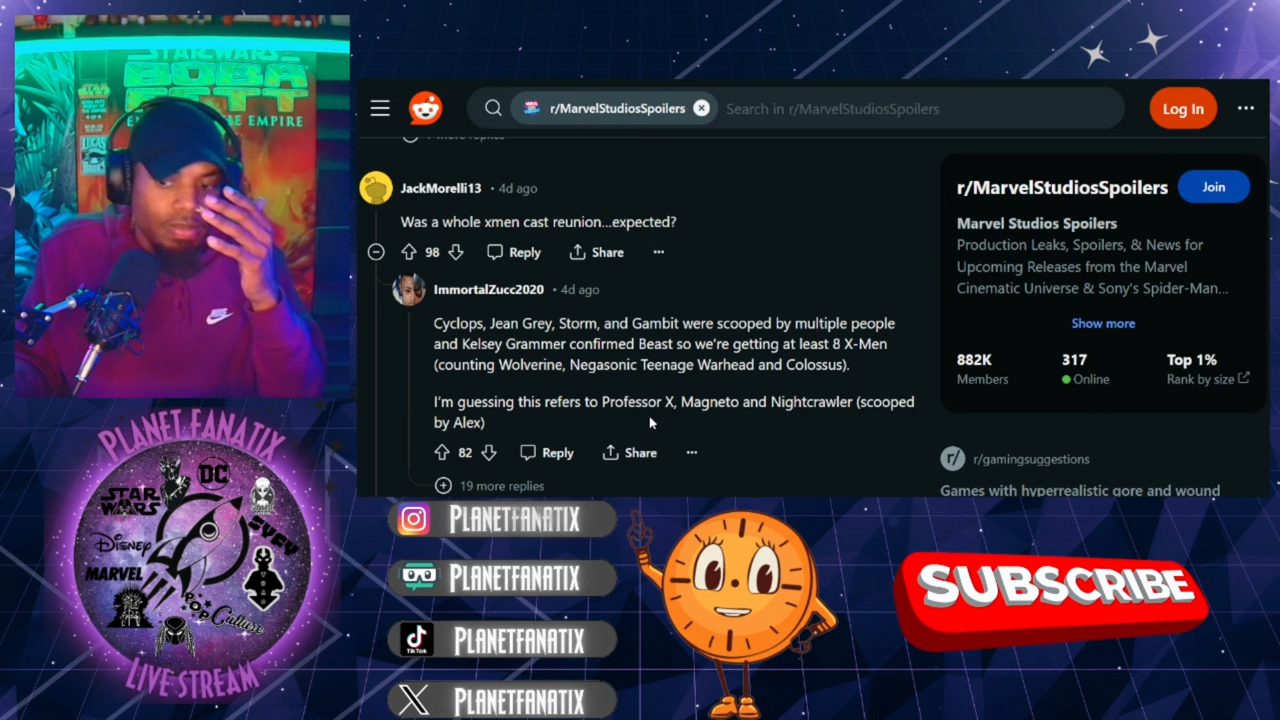 STAR WARS
BOBA
FETT
EMPIRE
r/MarvelStudiosSpoilers
Search in r/MarvelStudiosSpoilers
Log In
JackMorelli13 • 4d ago
Was a whole xmen cast reunion...expected?
98 Reply Share
ImmortalZucc2020 • 4d ago
Cyclops, Jean Grey, Storm, and Gambit were scooped by multiple people
and Kelsey Grammer confirmed Beast so we're getting at least 8 X-Men
(counting Wolverine, Negasonic Teenage Warhead and Colossus).
I'm guessing this refers to Professor X, Magneto and Nightcrawler (scooped
by Alex)
82 Reply Share
19 more replies
r/MarvelStudiosSpoilers
Join
Marvel Studios Spoilers
Production Leaks, Spoilers, & News for
Upcoming Releases from the Marvel
Cinematic Universe & Sony's Spider-Man...
Show more
882K 317 Top 1%
Members Online Rank by size
r/gamingsuggestions
Games with hyperrealistic gore and wound
PLANET FANATIX
DC
STAR WARS
Disney
MARVEL
POP Culture
LIVE STREAM
PLANETFANATIX
PLANETFANATIX
TikTok
PLANETFANATIX
PLANETFANATIX
SUBSCRIBE